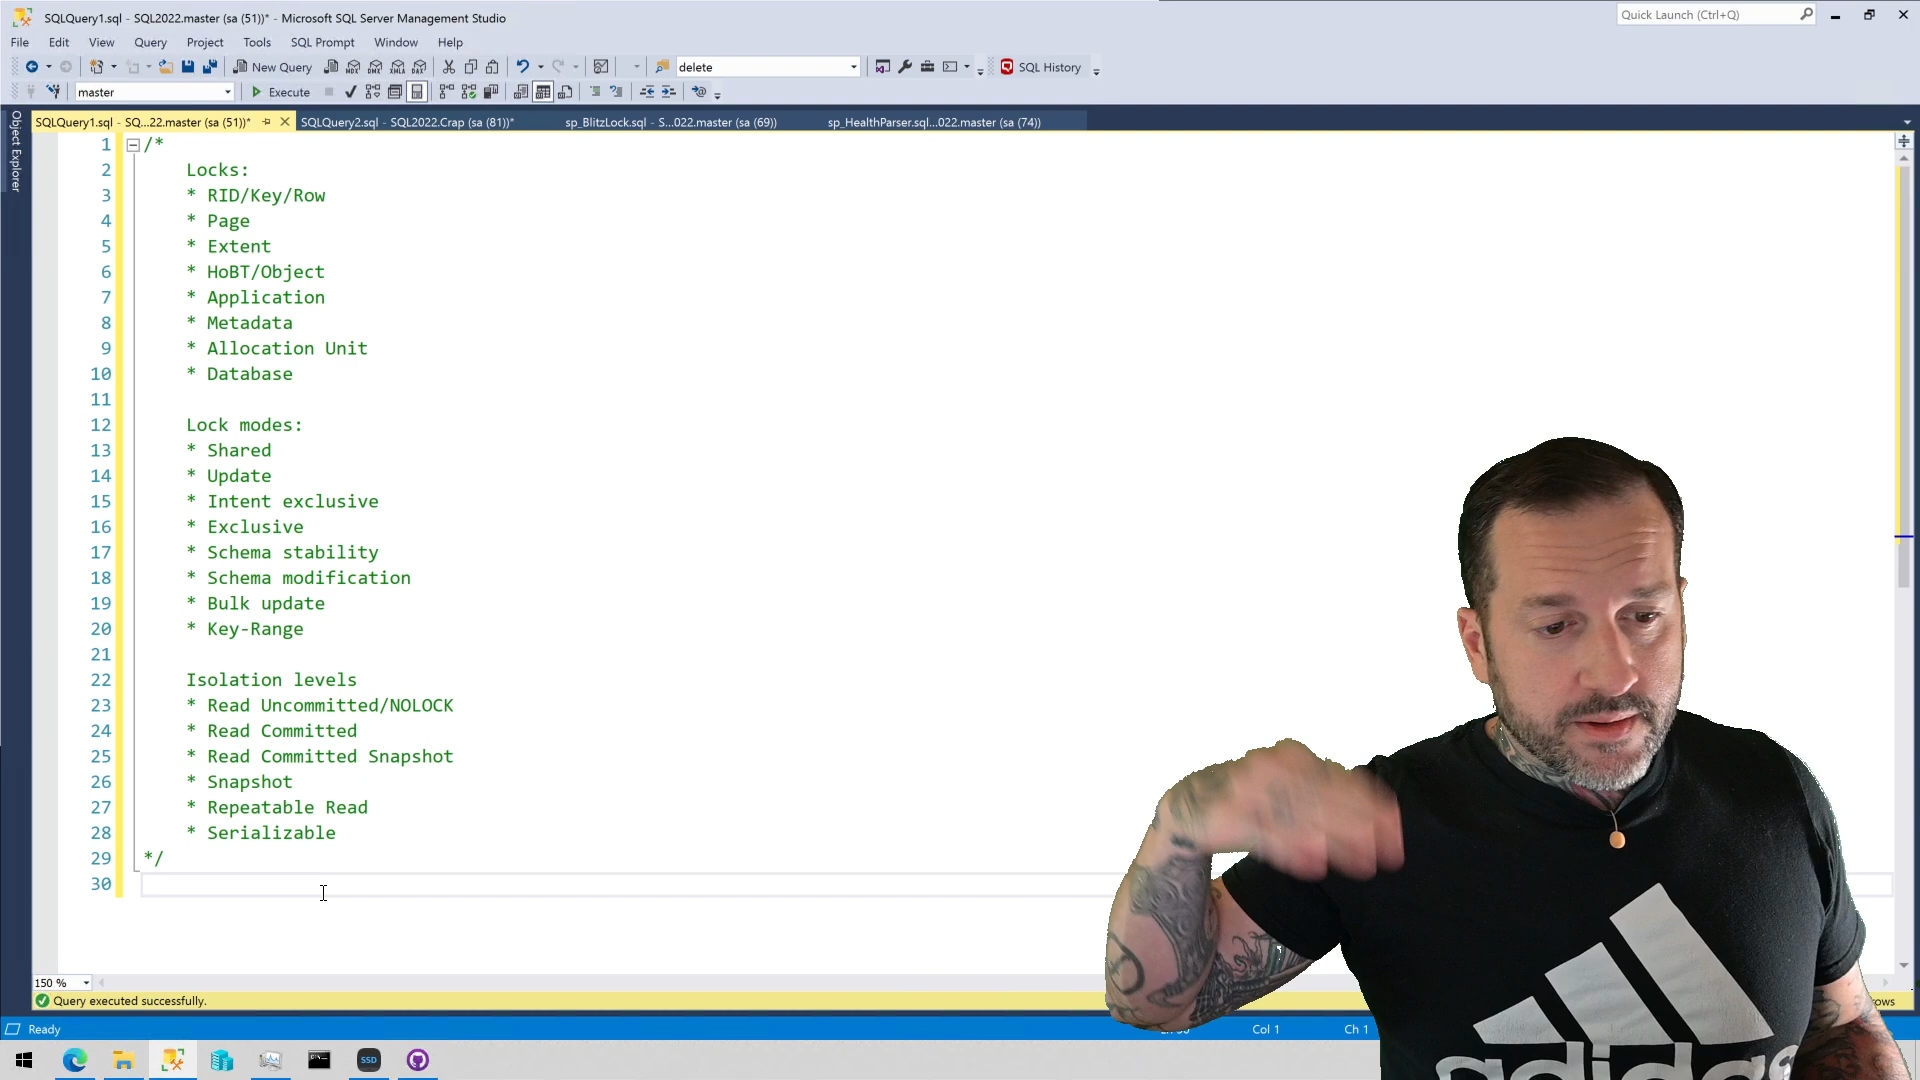 SQLQuery1.sql - SQL2022.master (sa (51))* - Microsoft SQL Server Management Studio
Quick Launch (Ctrl+Q)
File Edit View Query Project Tools SQL Prompt Window Help
New Query
MDX DMX XMLA DAX
delete
SQL History
master
Execute
SQLQuery1.sql - SQ...22.master (sa (51))*
SQLQuery2.sql - SQL2022.Crap (sa (81))*
sp_BlitzLock.sql - S...022.master (sa (69))
sp_HealthParser.sql...022.master (sa (74))
Object Explorer
1 /*
2 Locks:
3 * RID/Key/Row
4 * Page
5 * Extent
6 * HoBT/Object
7 * Application
8 * Metadata
9 * Allocation Unit
10 * Database
11
12 Lock modes:
13 * Shared
14 * Update
15 * Intent exclusive
16 * Exclusive
17 * Schema stability
18 * Schema modification
19 * Bulk update
20 * Key-Range
21
22 Isolation levels
23 * Read Uncommitted/NOLOCK
24 * Read Committed
25 * Read Committed Snapshot
26 * Snapshot
27 * Repeatable Read
28 * Serializable
29 */
30
150 %
Query executed successfully.
Ready
Col 1
Ch 1
SSD
adidas